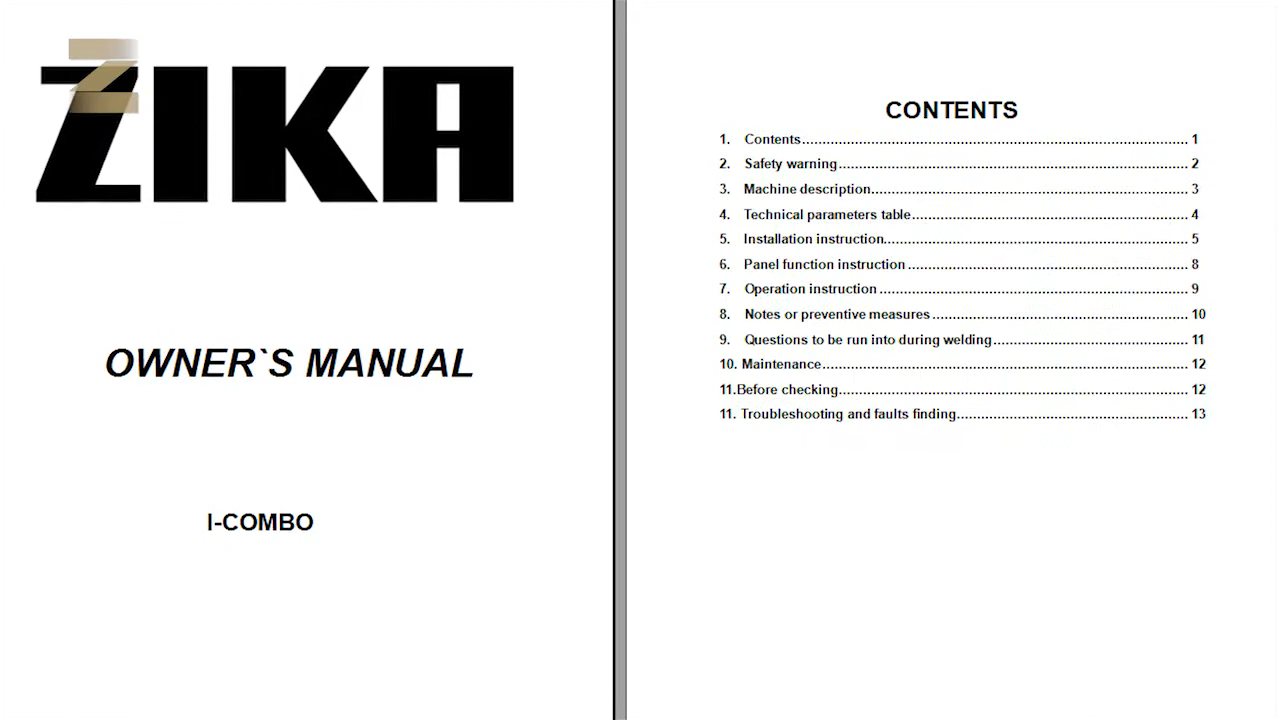 ZIKA
OWNER`S MANUAL
I-COMBO
CONTENTS
1. Contents........................................................................................................ 1
2. Safety warning............................................................................................... 2
3. Machine description...................................................................................... 3
4. Technical parameters table........................................................................... 4
5. Installation instruction................................................................................... 5
6. Panel function instruction ............................................................................. 8
7. Operation instruction .................................................................................... 9
8. Notes or preventive measures ...................................................................... 10
9. Questions to be run into during welding....................................................... 11
10. Maintenance................................................................................................. 12
11.Before checking............................................................................................. 12
11. Troubleshooting and faults finding............................................................... 13